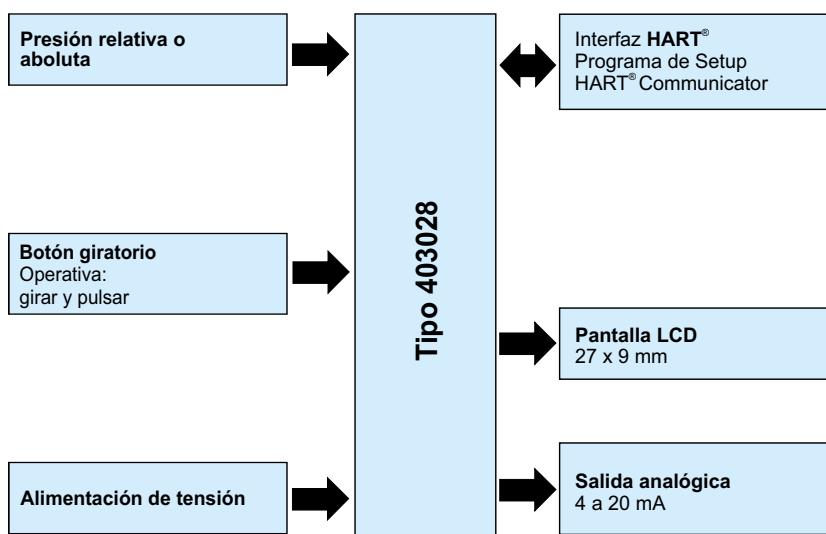 Presión relativa o
aboluta
Botón giratorio
Operativa:
girar y pulsar
Alimentación de tensión
Tipo 403028
Interfaz HART®
Programa de Setup
HART® Communicator
Pantalla LCD
27 x 9 mm
Salida analógica
4 a 20 mA